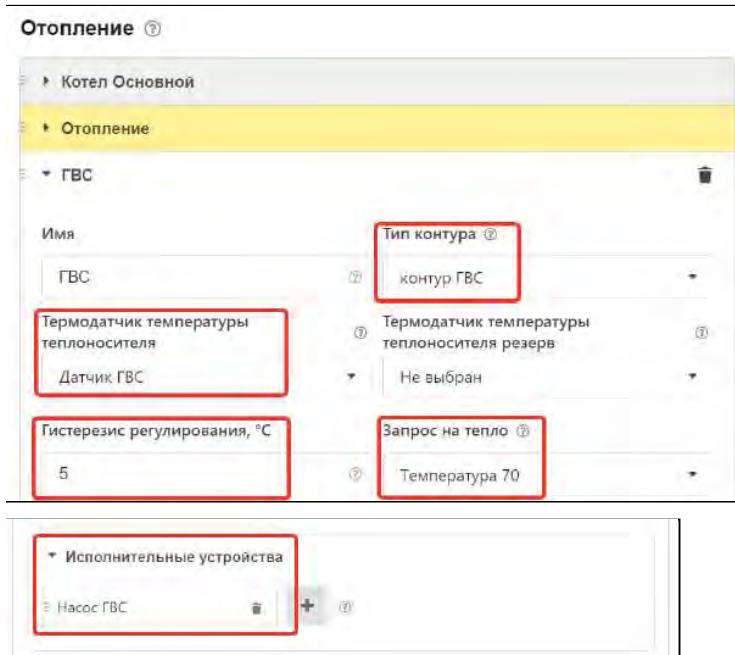 Отопление
Котел Основной
Отопление
ГВС
Имя
Тип контура
ГВС
контур ГВС
Термодатчик температуры
теплоносителя
Термодатчик температуры
теплоносителя резерв
Датчик ГВС
Не выбран
Гистерезис регулирования, °C
Запрос на тепло
5
Температура 70
Исполнительные устройства
Насос ГВС